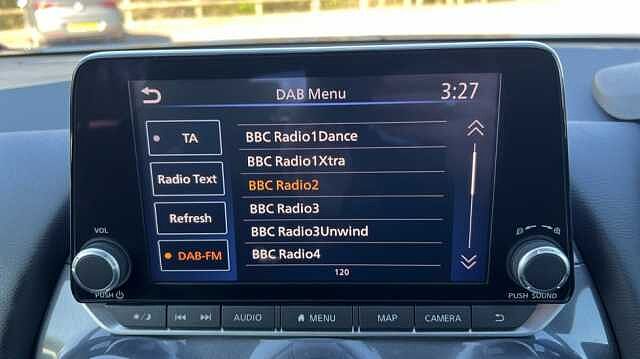 DAB Menu 3:27
TA
Radio Text
Refresh
DAB-FM
BBC Radio1Dance
BBC Radio1Xtra
BBC Radio2
BBC Radio3
BBC Radio3Unwind
BBC Radio4
120
VOL
PUSH
PUSH SOUND
AUDIO
MENU
MAP
CAMERA